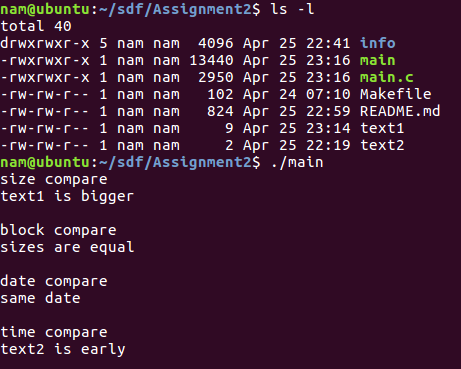 nam@ubuntu:~/sdf/Assignment2$ ls -l
total 40
drwxrwxr-x 5 nam nam  4096 Apr 25 22:41 info
-rwxrwxr-x 1 nam nam 13440 Apr 25 23:16 main
-rwxrwxr-x 1 nam nam  2950 Apr 25 23:16 main.c
-rw-rw-r-- 1 nam nam   102 Apr 24 07:10 Makefile
-rw-rw-r-- 1 nam nam   824 Apr 25 22:59 README.md
-rw-rw-r-- 1 nam nam     9 Apr 25 23:14 text1
-rw-rw-r-- 1 nam nam     2 Apr 25 22:19 text2
nam@ubuntu:~/sdf/Assignment2$ ./main
size compare
text1 is bigger
block compare
sizes are equal
date compare
same date
time compare
text2 is early